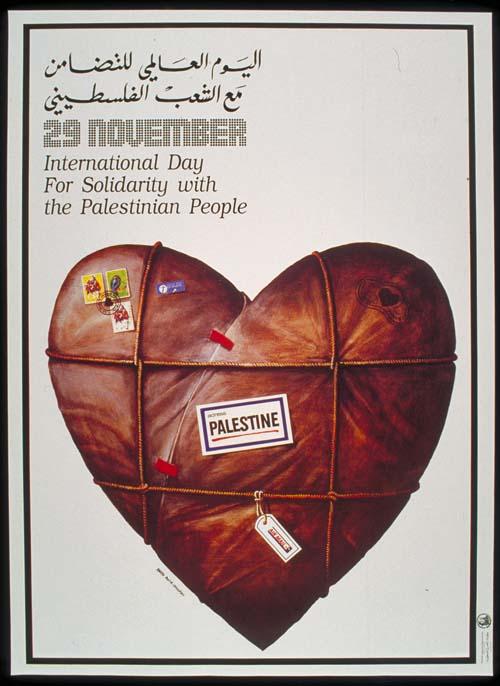 اليوم العالمي للتضامن
مع الشعب الفلسطيني
29 NOVEMBER
International Day
For Solidarity with
the Palestinian People
PALESTINE